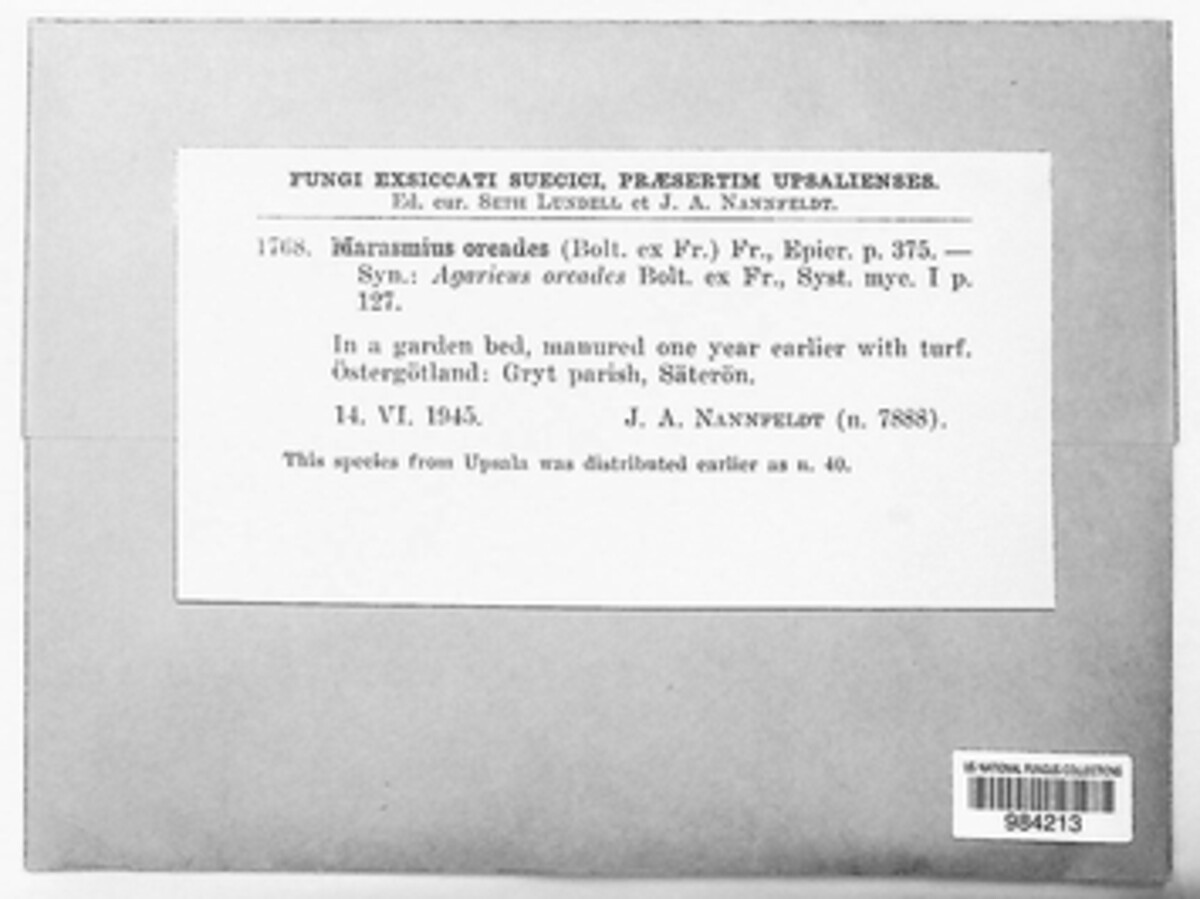 FUNGI EXSICCATI SUECICI, PRÆSERTIM UPSALIENSES.
Ed. cur. SETH LUNDELL et J. A. NANNFELDT.
1768. Marasmius oreades (Bolt. ex Fr.) Fr., Epicr. p. 375. —
Syn.: Agaricus oreades Bolt. ex Fr., Syst. myc. I p.
127.
In a garden bed, manured one year earlier with turf.
Östergötland: Gryt parish, Säterön.
14. VI. 1945. J. A. NANNFELDT (n. 7888).
This species from Upsala was distributed earlier as n. 40.
US NATIONAL FUNGUS COLLECTIONS
984213